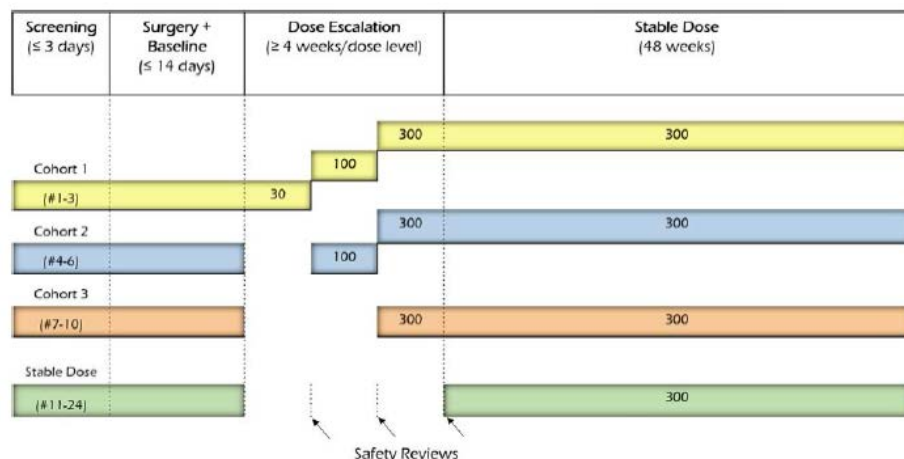 Screening
(≤ 3 days)
Surgery +
Baseline
(≤ 14 days)
Dose Escalation
(≥ 4 weeks/dose level)
Stable Dose
(48 weeks)
300
300
100
Cohort 1
(#1-3)
30
Cohort 2
300
300
(#4-6)
100
Cohort 3
(#7-10)
300
300
Stable Dose
(#11-24)
300
Safety Reviews